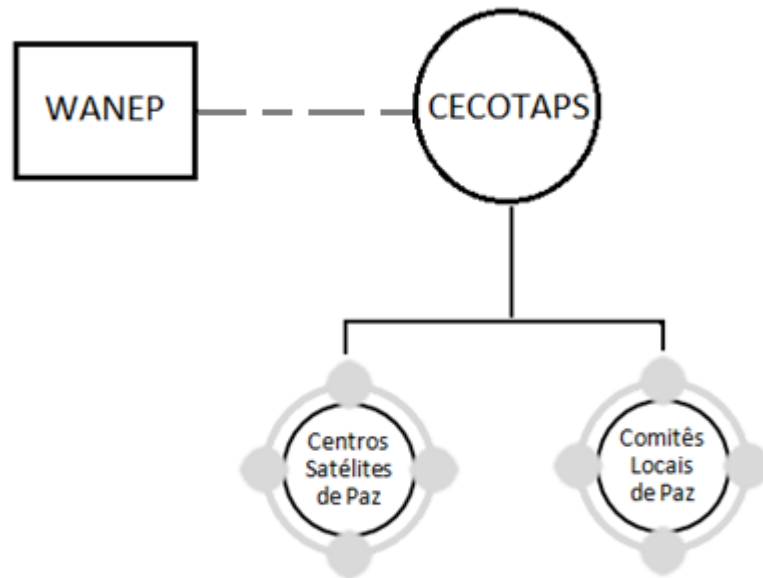 WANEP
CECOTAPS
Centros
Satélites
de Paz
Comitês
Locais
de Paz